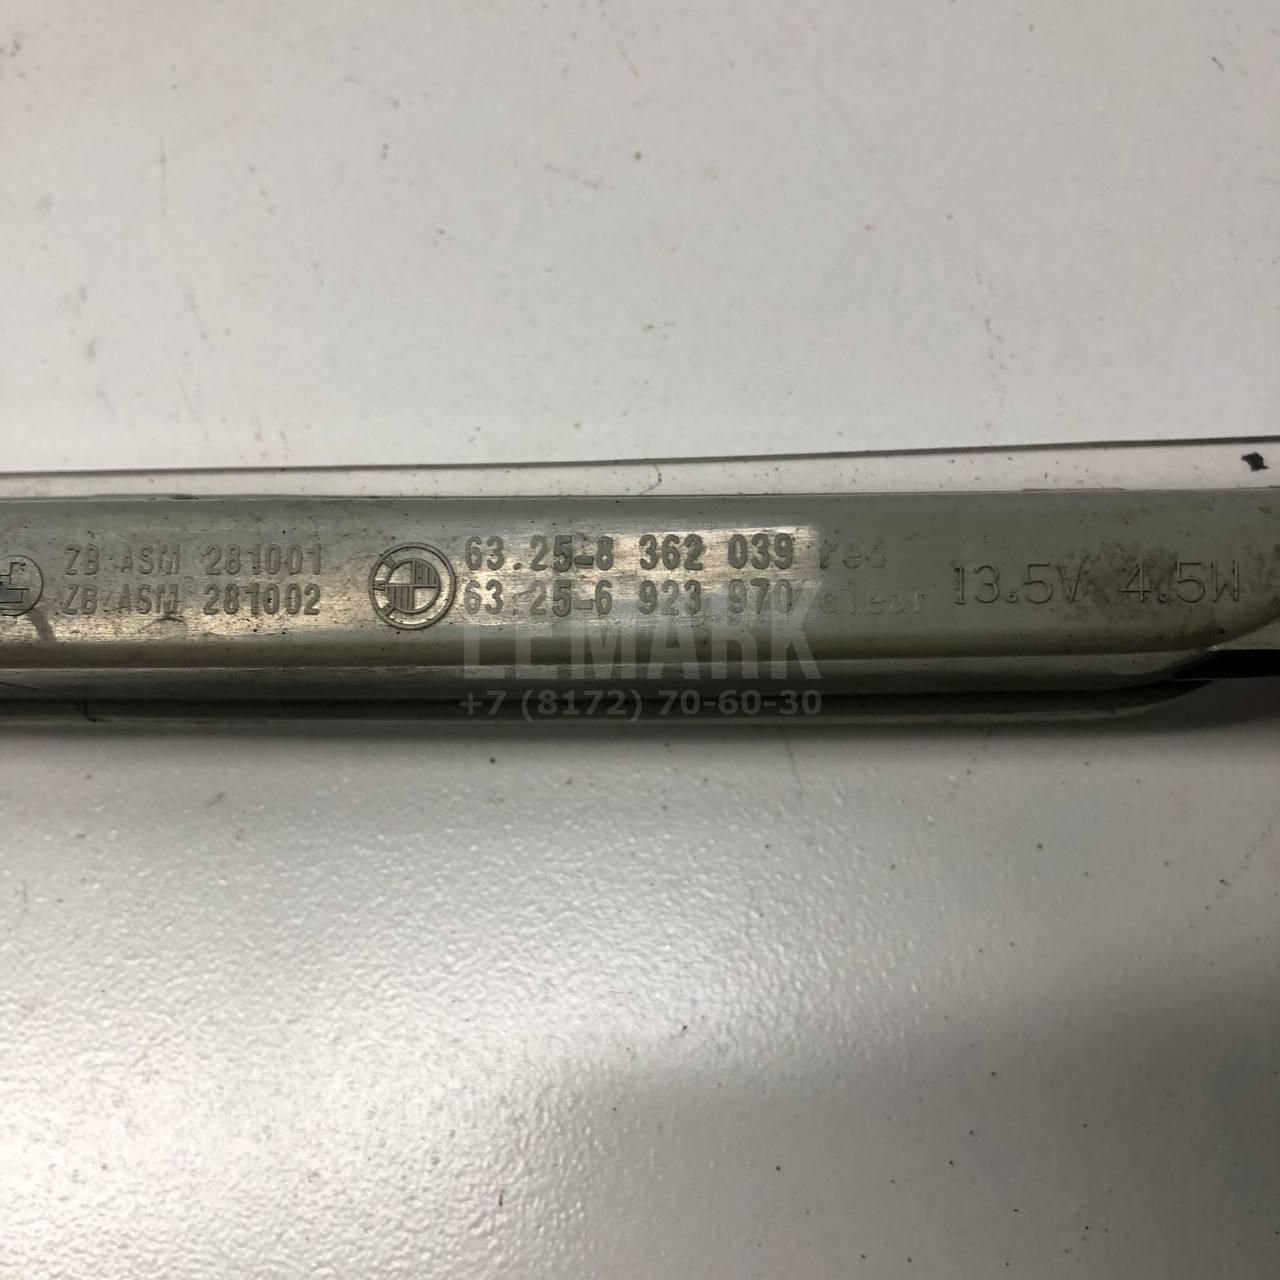 ZB ASM 281001
ZB ASM 281002
63.25-8 362 039 red
63.25-6 923 970 clear
13.5V 4.5W
LEMARK
+7 (8172) 70-60-30